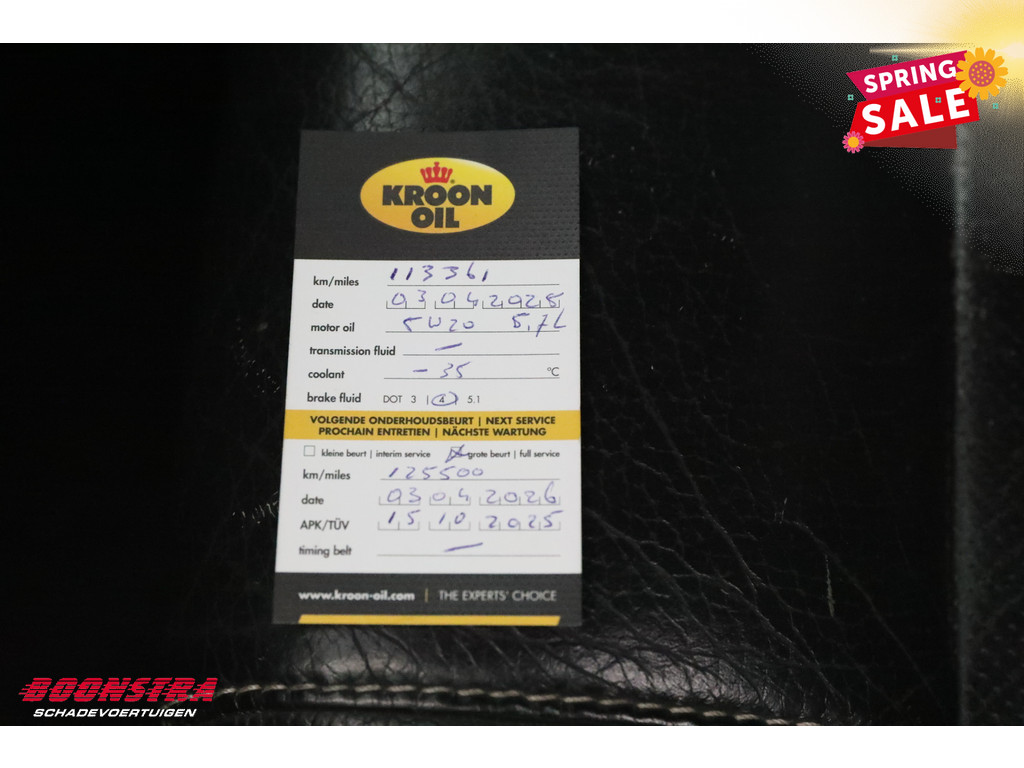 SPRING
SALE
KROON
OIL
km/miles 113361
date 03 04 2025
motor oil 5W20 5,7L
transmission fluid —
coolant - 35 °C
brake fluid DOT 3 | 4 | 5.1
VOLGENDE ONDERHOUDSBEURT | NEXT SERVICE
PROCHAIN ENTRETIEN | NÄCHSTE WARTUNG
kleine beurt | interim service grote beurt | full service
km/miles 125500
date 03 04 2026
APK/TÜV 15 10 2025
timing belt —
www.kroon-oil.com | THE EXPERTS' CHOICE
BOONSTRA
SCHADEVOERTUIGEN